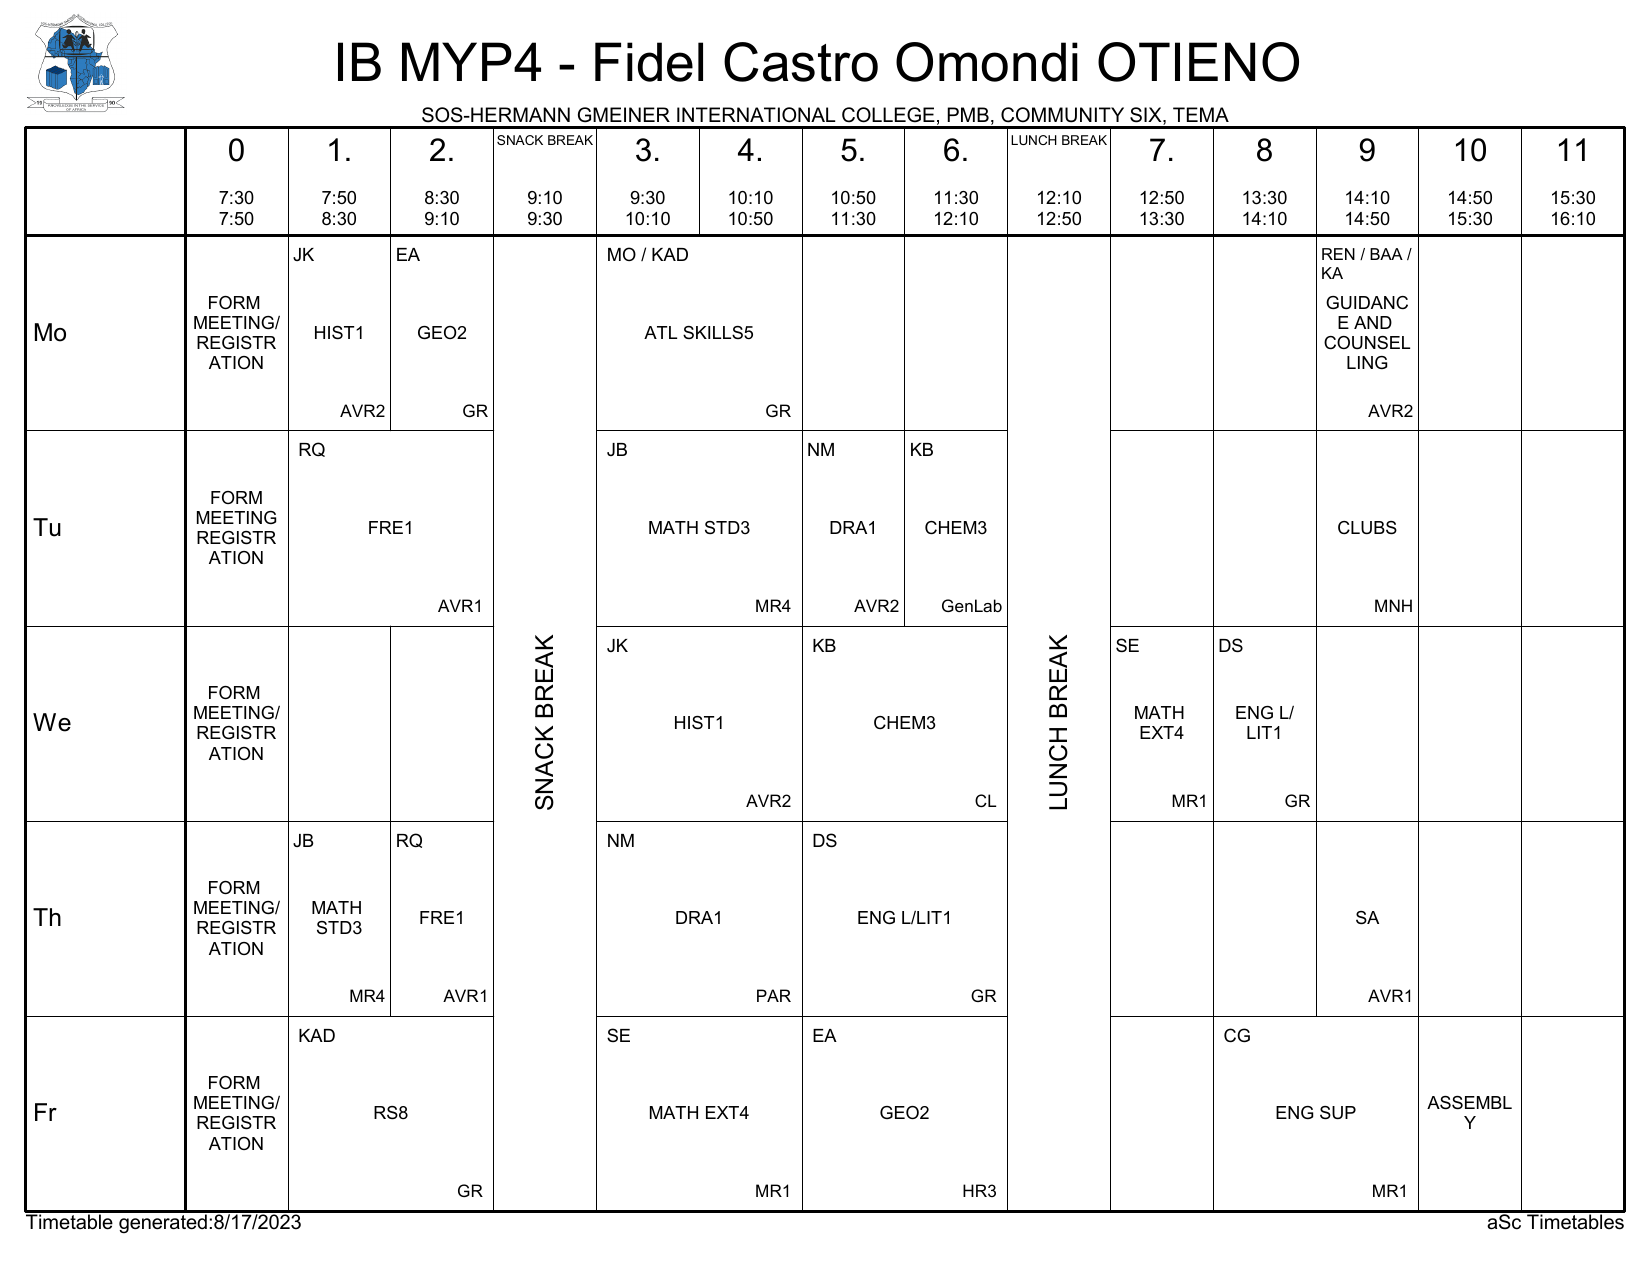 IB MYP4 - Fidel Castro Omondi OTIENO
SOS-HERMANN GMEINER INTERNATIONAL COLLEGE, PMB, COMMUNITY SIX, TEMA
0 1. 2. SNACK BREAK 3. 4. 5. 6. LUNCH BREAK 7. 8 9 10 11
7:30 7:50 8:30 9:10 9:30 10:10 10:50 11:30 12:10 12:50 13:30 14:10 14:50 15:30
7:50 8:30 9:10 9:30 10:10 10:50 11:30 12:10 12:50 13:30 14:10 14:50 15:30 16:10
Mo
FORM
MEETING/
REGISTR
ATION
JK
HIST1
AVR2
EA
GEO2
GR
MO / KAD
ATL SKILLS5
GR
REN / BAA /
KA
GUIDANC
E AND
COUNSEL
LING
AVR2
Tu
FORM
MEETING
REGISTR
ATION
RQ
FRE1
AVR1
JB
MATH STD3
MR4
NM
DRA1
AVR2
KB
CHEM3
GenLab
CLUBS
MNH
We
FORM
MEETING/
REGISTR
ATION
SNACK BREAK
JK
HIST1
AVR2
KB
CHEM3
CL
LUNCH BREAK
SE
MATH
EXT4
MR1
DS
ENG L/
LIT1
GR
Th
FORM
MEETING/
REGISTR
ATION
JB
MATH
STD3
MR4
RQ
FRE1
AVR1
NM
DRA1
PAR
DS
ENG L/LIT1
GR
SA
AVR1
Fr
FORM
MEETING/
REGISTR
ATION
KAD
RS8
GR
SE
MATH EXT4
MR1
EA
GEO2
HR3
CG
ENG SUP
MR1
ASSEMBL
Y
Timetable generated:8/17/2023
aSc Timetables